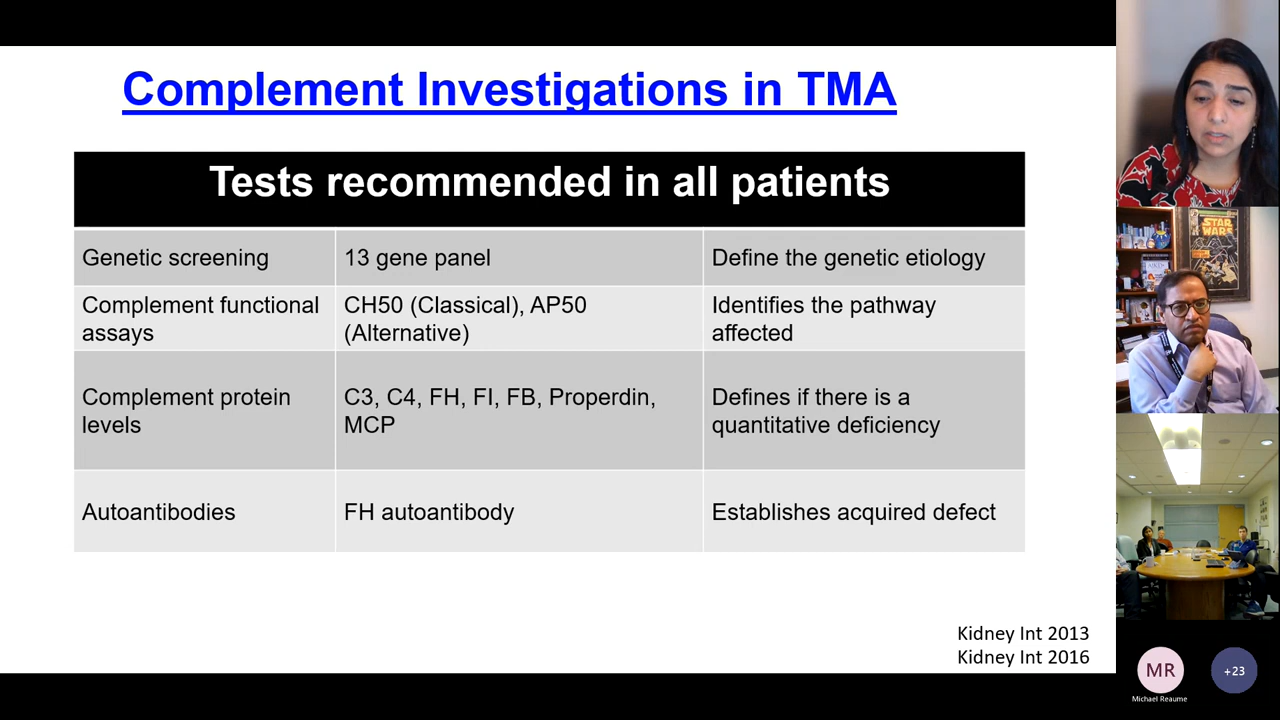 Complement Investigations in TMA
Tests recommended in all patients
Genetic screening
13 gene panel
Define the genetic etiology
Complement functional
assays
CH50 (Classical), AP50
(Alternative)
Identifies the pathway
affected
Complement protein
levels
C3, C4, FH, FI, FB, Properdin,
MCP
Defines if there is a
quantitative deficiency
Autoantibodies
FH autoantibody
Establishes acquired defect
Kidney Int 2013
Kidney Int 2016
STAR
WARS
MR
Michael Reaume
+23